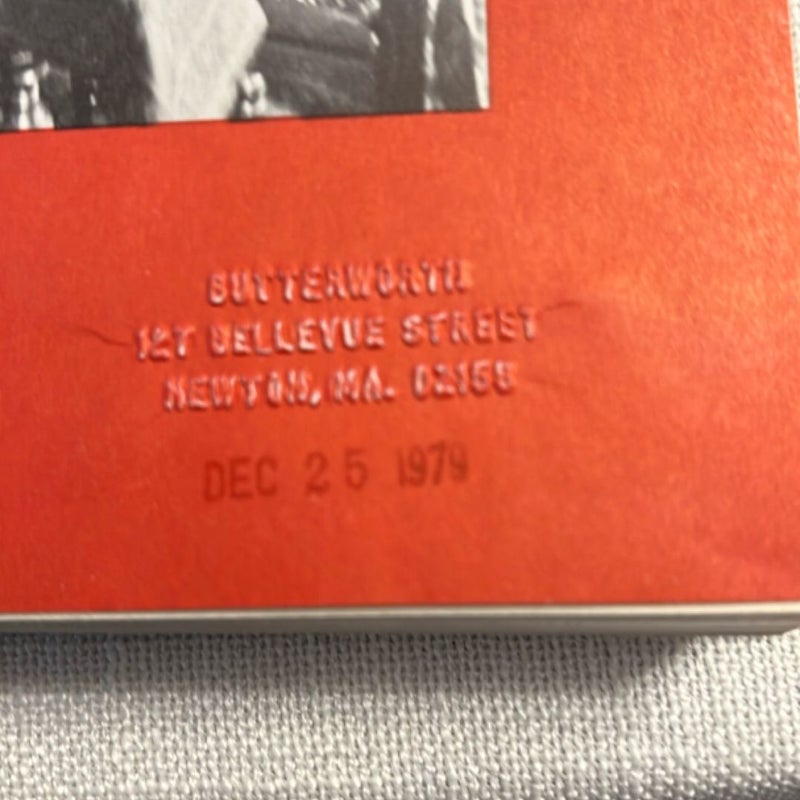 BUTTERWORTH
127 BELLEVUE STREET
NEWTON, MA. 02158
DEC 25 1979